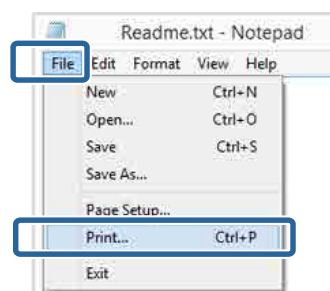 Readme.txt - Notepad
File Edit Format View Help
New Ctrl+N
Open... Ctrl+O
Save Ctrl+S
Save As...
Page Setup...
Print... Ctrl+P
Exit